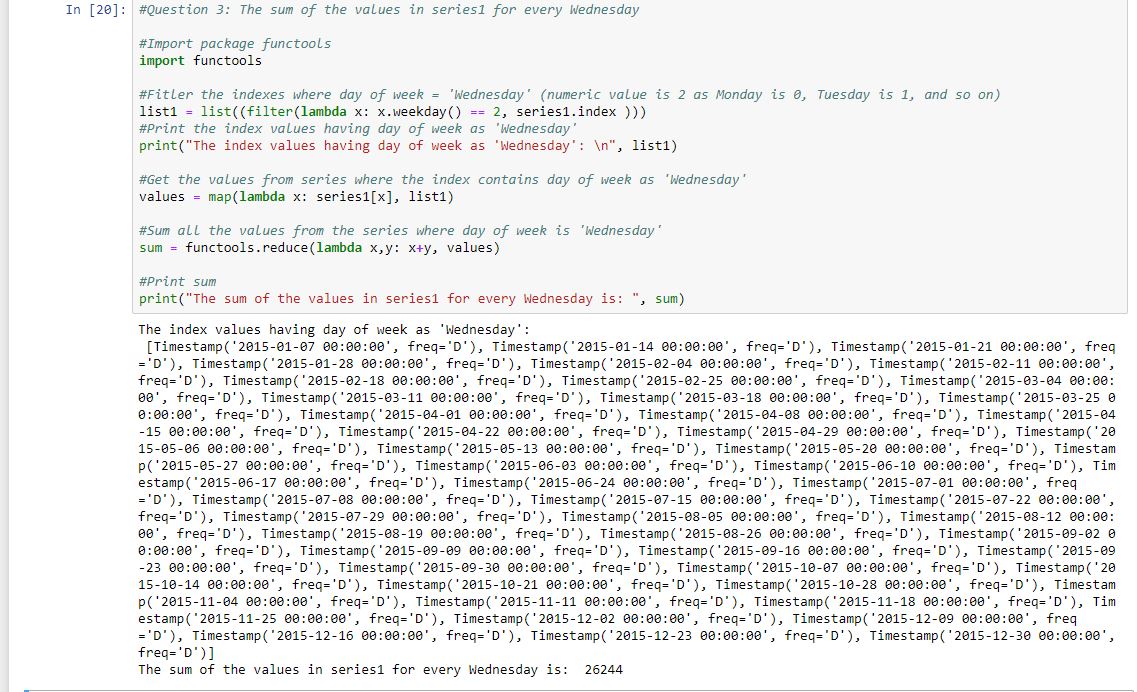 In [20]: #Question 3: The sum of the values in series1 for every Wednesday
#Import package functools
import functools
#Fitler the indexes where day of week = 'Wednesday' (numeric value is 2 as Monday is 0, Tuesday is 1, and so on)
list1 = list((filter(lambda x: x.weekday() == 2, series1.index )))
#Print the index values having day of week as 'Wednesday'
print("The index values having day of week as 'Wednesday': \n", list1)
#Get the values from series where the index contains day of week as 'Wednesday'
values = map(lambda x: series1[x], list1)
#Sum all the values from the series where day of week is 'Wednesday'
sum = functools.reduce(lambda x,y: x+y, values)
#Print sum
print("The sum of the values in series1 for every Wednesday is: ", sum)
The index values having day of week as 'Wednesday':
[Timestamp('2015-01-07 00:00:00', freq='D'), Timestamp('2015-01-14 00:00:00', freq='D'), Timestamp('2015-01-21 00:00:00', freq
='D'), Timestamp('2015-01-28 00:00:00', freq='D'), Timestamp('2015-02-04 00:00:00', freq='D'), Timestamp('2015-02-11 00:00:00',
freq='D'), Timestamp('2015-02-18 00:00:00', freq='D'), Timestamp('2015-02-25 00:00:00', freq='D'), Timestamp('2015-03-04 00:00:
00', freq='D'), Timestamp('2015-03-11 00:00:00', freq='D'), Timestamp('2015-03-18 00:00:00', freq='D'), Timestamp('2015-03-25 0
0:00:00', freq='D'), Timestamp('2015-04-01 00:00:00', freq='D'), Timestamp('2015-04-08 00:00:00', freq='D'), Timestamp('2015-04
-15 00:00:00', freq='D'), Timestamp('2015-04-22 00:00:00', freq='D'), Timestamp('2015-04-29 00:00:00', freq='D'), Timestamp('20
15-05-06 00:00:00', freq='D'), Timestamp('2015-05-13 00:00:00', freq='D'), Timestamp('2015-05-20 00:00:00', freq='D'), Timestam
p('2015-05-27 00:00:00', freq='D'), Timestamp('2015-06-03 00:00:00', freq='D'), Timestamp('2015-06-10 00:00:00', freq='D'), Tim
estamp('2015-06-17 00:00:00', freq='D'), Timestamp('2015-06-24 00:00:00', freq='D'), Timestamp('2015-07-01 00:00:00', freq
='D'), Timestamp('2015-07-08 00:00:00', freq='D'), Timestamp('2015-07-15 00:00:00', freq='D'), Timestamp('2015-07-22 00:00:00',
freq='D'), Timestamp('2015-07-29 00:00:00', freq='D'), Timestamp('2015-08-05 00:00:00', freq='D'), Timestamp('2015-08-12 00:00:
00', freq='D'), Timestamp('2015-08-19 00:00:00', freq='D'), Timestamp('2015-08-26 00:00:00', freq='D'), Timestamp('2015-09-02 0
0:00:00', freq='D'), Timestamp('2015-09-09 00:00:00', freq='D'), Timestamp('2015-09-16 00:00:00', freq='D'), Timestamp('2015-09
-23 00:00:00', freq='D'), Timestamp('2015-09-30 00:00:00', freq='D'), Timestamp('2015-10-07 00:00:00', freq='D'), Timestamp('20
15-10-14 00:00:00', freq='D'), Timestamp('2015-10-21 00:00:00', freq='D'), Timestamp('2015-10-28 00:00:00', freq='D'), Timestam
p('2015-11-04 00:00:00', freq='D'), Timestamp('2015-11-11 00:00:00', freq='D'), Timestamp('2015-11-18 00:00:00', freq='D'), Tim
estamp('2015-11-25 00:00:00', freq='D'), Timestamp('2015-12-02 00:00:00', freq='D'), Timestamp('2015-12-09 00:00:00', freq
='D'), Timestamp('2015-12-16 00:00:00', freq='D'), Timestamp('2015-12-23 00:00:00', freq='D'), Timestamp('2015-12-30 00:00:00',
freq='D')]
The sum of the values in series1 for every Wednesday is:  26244